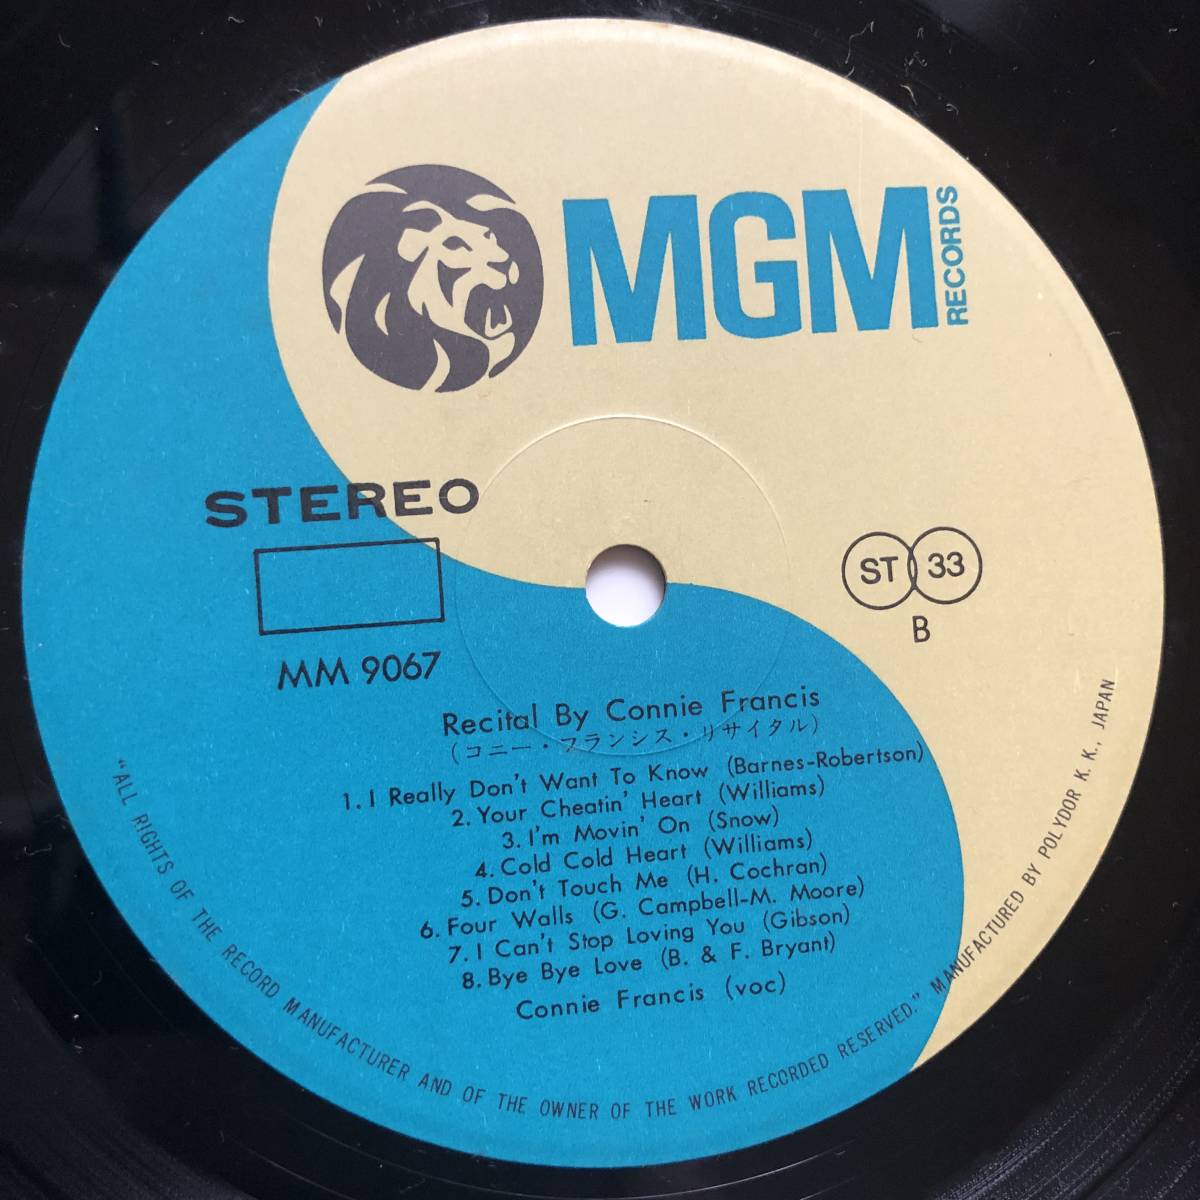 MGM
RECORDS
STEREO
ST 33
B
MM 9067
Recital By Connie Francis
(コニー・フランシス・リサイタル)
1. I Really Don't Want To Know (Barnes-Robertson)
2. Your Cheatin' Heart (Williams)
3. I'm Movin' On (Snow)
4. Cold Cold Heart (Williams)
5. Don't Touch Me (H. Cochran)
6. Four Walls (G. Campbell-M. Moore)
7. I Can't Stop Loving You (Gibson)
8. Bye Bye Love (B. & F. Bryant)
Connie Francis (voc)
"ALL RIGHTS OF THE RECORD MANUFACTURER AND OF THE OWNER OF THE WORK RECORDED RESERVED." MANUFACTURED BY POLYDOR K. K., JAPAN